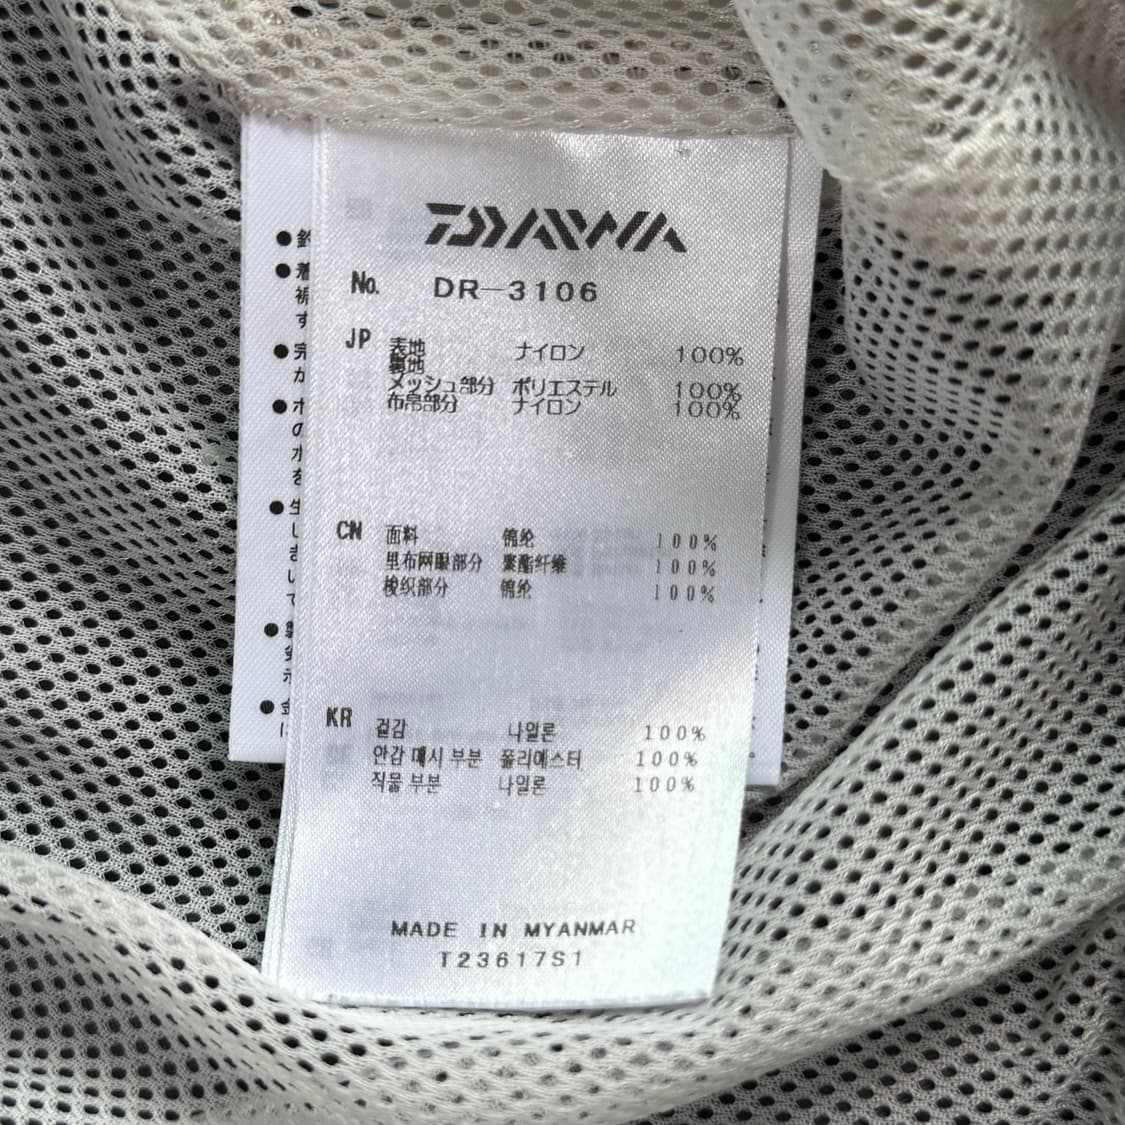 DAIWA
No. DR-3106
JP 表地 ナイロン 100%
裏地
メッシュ部分 ポリエステル 100%
布帛部分 ナイロン 100%
CN 面料 锦纶 100%
里布网眼部分 聚酯纤维 100%
梭织部分 锦纶 100%
KR 겉감 나일론 100%
안감 메시 부분 폴리에스터 100%
직물 부분 나일론 100%
MADE IN MYANMAR
T23617S1